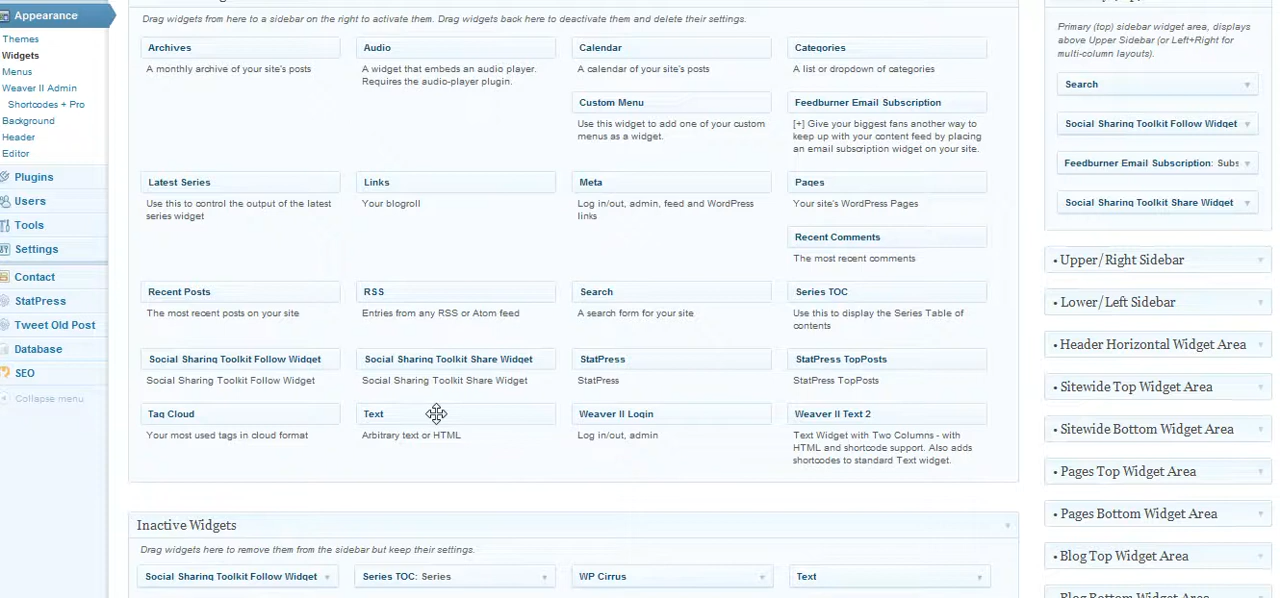 Appearance
Themes
Widgets
Menus
Weaver II Admin
Shortcodes + Pro
Background
Header
Editor
Plugins
Users
Tools
Settings
Contact
StatPress
Tweet Old Post
Database
SEO
Collapse menu
Drag widgets from here to a sidebar on the right to activate them. Drag widgets back here to deactivate them and delete their settings.
Archives
A monthly archive of your site's posts
Audio
A widget that embeds an audio player.
Requires the audio-player plugin.
Calendar
A calendar of your site's posts
Categories
A list or dropdown of categories
Custom Menu
Use this widget to add one of your custom
menus as a widget.
Feedburner Email Subscription
[+] Give your biggest fans another way to
keep up with your content feed by placing
an email subscription widget on your site.
Latest Series
Use this to control the output of the latest
series widget
Links
Your blogroll
Meta
Log in/out, admin, feed and WordPress
links
Pages
Your site's WordPress Pages
Recent Comments
The most recent comments
Recent Posts
The most recent posts on your site
RSS
Entries from any RSS or Atom feed
Search
A search form for your site
Series TOC
Use this to display the Series Table of
contents
Social Sharing Toolkit Follow Widget
Social Sharing Toolkit Follow Widget
Social Sharing Toolkit Share Widget
Social Sharing Toolkit Share Widget
StatPress
StatPress
StatPress TopPosts
StatPress TopPosts
Tag Cloud
Your most used tags in cloud format
Text
Arbitrary text or HTML
Weaver II Login
Log in/out, admin
Weaver II Text 2
Text Widget with Two Columns - with
HTML and shortcode support. Also adds
shortcodes to standard Text widget.
Inactive Widgets
Drag widgets here to remove them from the sidebar but keep their settings.
Social Sharing Toolkit Follow Widget
Series TOC: Series
WP Cirrus
Text
Primary (top) sidebar widget area, displays
above Upper Sidebar (or Left+Right for
multi-column layouts).
Search
Social Sharing Toolkit Follow Widget
Feedburner Email Subscription: Subs
Social Sharing Toolkit Share Widget
• Upper/Right Sidebar
• Lower/Left Sidebar
• Header Horizontal Widget Area
• Sitewide Top Widget Area
• Sitewide Bottom Widget Area
• Pages Top Widget Area
• Pages Bottom Widget Area
• Blog Top Widget Area